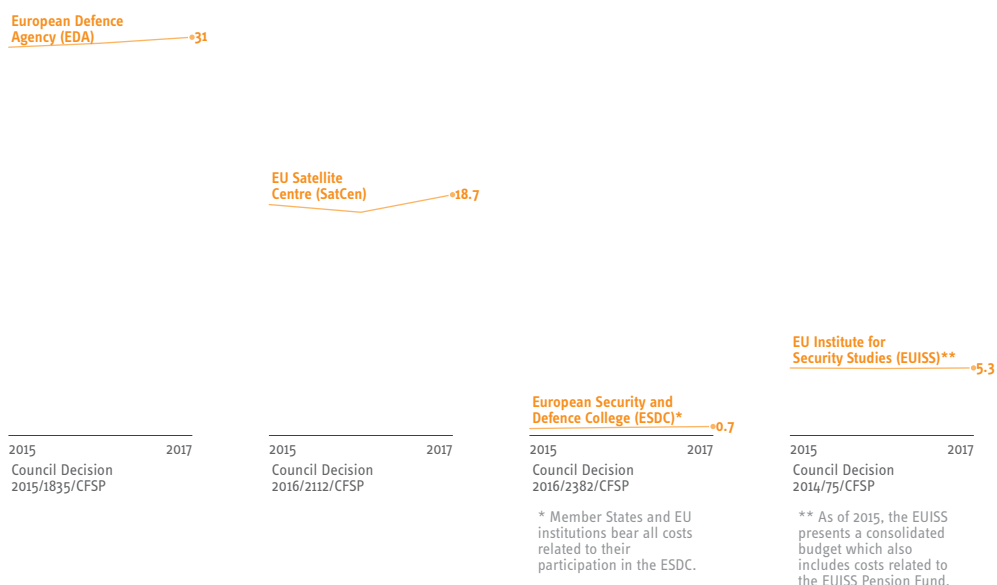 European Defence
Agency (EDA)
31
EU Satellite
Centre (SatCen)
18.7
EU Institute for
Security Studies (EUISS)**
5.3
European Security and
Defence College (ESDC)*
0.7
2015 2017
Council Decision
2015/1835/CFSP
2015 2017
Council Decision
2016/2112/CFSP
2015 2017
Council Decision
2016/2382/CFSP
* Member States and EU
institutions bear all costs
related to their
participation in the ESDC.
2015 2017
Council Decision
2014/75/CFSP
** As of 2015, the EUISS
presents a consolidated
budget which also
includes costs related to
the EUISS Pension Fund.